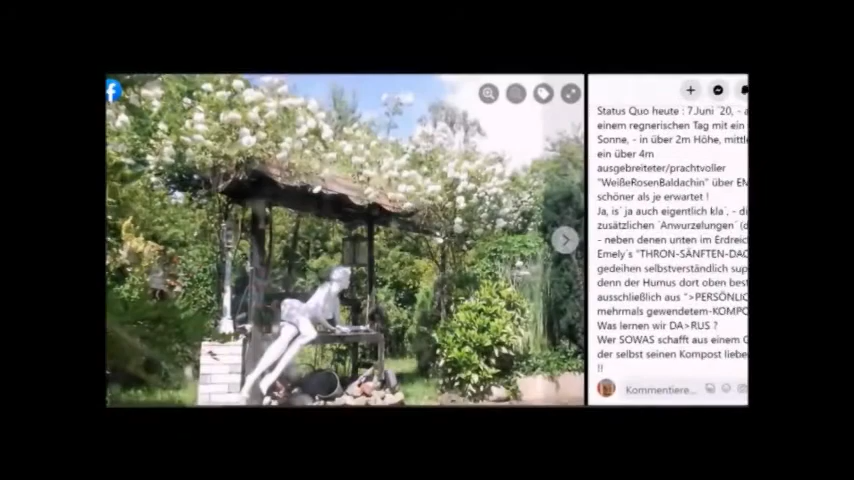 f
Status Quo heute : 7.Juni ´20, - a
einem regnerischen Tag mit ein
Sonne, - in über 2m Höhe, mittl
ein über 4m
ausgebreiteter/prachtvoller
"WeißeRosenBaldachin" über EM
schöner als je erwartet !
Ja, is´ ja auch eigentlich kla´, - di
zusätzlichen ´Anwurzelungen´ (d
- neben denen unten im Erdreic
Emely´s "THRON-SÄNFTEN-DAC
gedeihen selbstverständlich sup
denn der Humus dort oben best
ausschließlich aus ">PERSÖNLIC
mehrmals gewendetem-KOMPO
Was lernen wir DA>RUS ?
Wer SOWAS schafft aus einem G
der selbst seinen Kompost liebe
!!
Kommentiere...